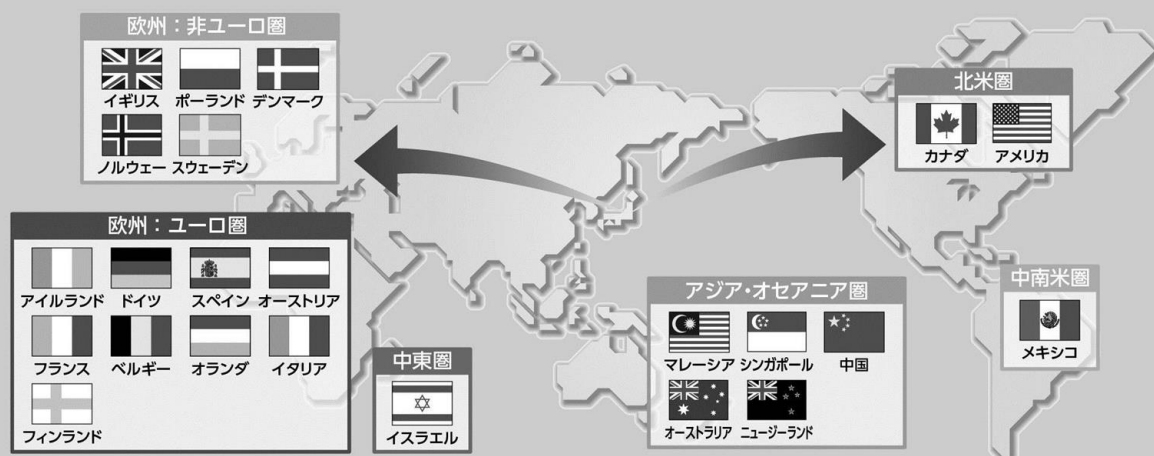 欧州：非ユーロ圏
イギリス ポーランド デンマーク
ノルウェー スウェーデン
北米圏
カナダ アメリカ
欧州：ユーロ圏
アイルランド ドイツ スペイン オーストリア
フランス ベルギー オランダ イタリア
フィンランド
中東圏
イスラエル
アジア・オセアニア圏
マレーシア シンガポール 中国
オーストラリア ニュージーランド
中南米圏
メキシコ